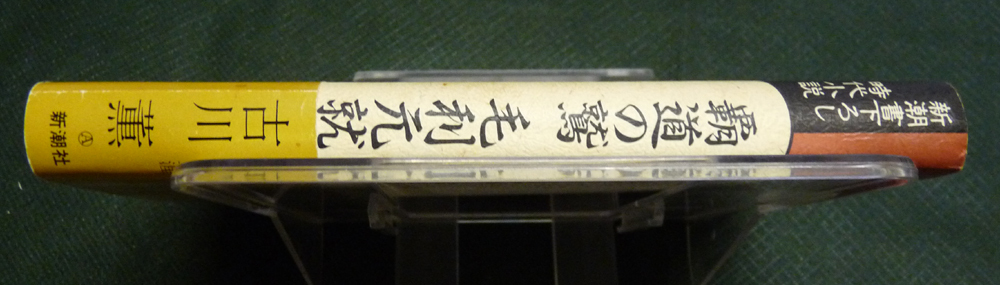 新潮書下ろし
時代小説
覇道の鷲
毛利元就
古川薫
新潮社